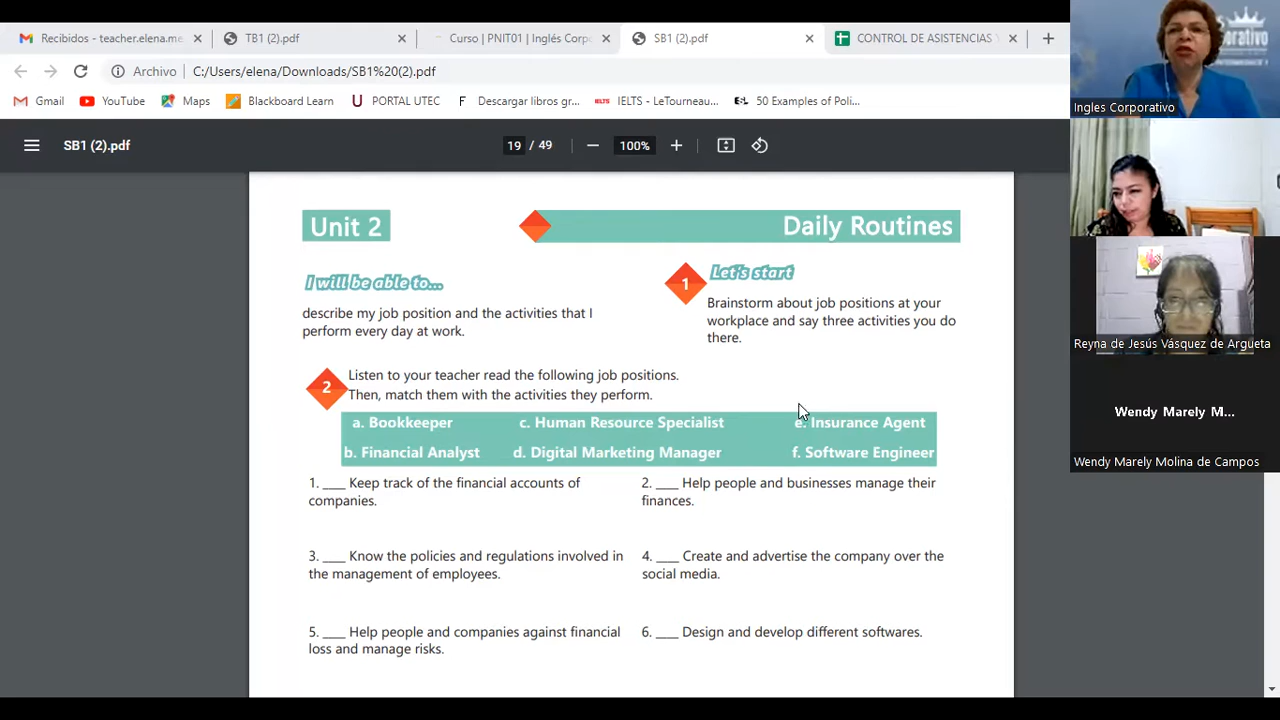 Recibidos - teacher.elena.me
TB1 (2).pdf
Curso | PNIT01 | Inglés Corpo
SB1 (2).pdf
CONTROL DE ASISTENCIAS
Archivo
C:/Users/elena/Downloads/SB1%20(2).pdf
Gmail
YouTube
Maps
Blackboard Learn
PORTAL UTEC
Descargar libros gr...
IELTS - LeTourneau...
50 Examples of Poli...
SB1 (2).pdf
19 / 49
100%
Unit 2
Daily Routines
I will be able to...
describe my job position and the activities that I
perform every day at work.
1
Let's start
Brainstorm about job positions at your
workplace and say three activities you do
there.
2
Listen to your teacher read the following job positions.
Then, match them with the activities they perform.
a. Bookkeeper
c. Human Resource Specialist
e. Insurance Agent
b. Financial Analyst
d. Digital Marketing Manager
f. Software Engineer
1. ___ Keep track of the financial accounts of
companies.
2. ___ Help people and businesses manage their
finances.
3. ___ Know the policies and regulations involved in
the management of employees.
4. ___ Create and advertise the company over the
social media.
5. ___ Help people and companies against financial
loss and manage risks.
6. ___ Design and develop different softwares.
Ingles Corporativo
Reyna de Jesús Vásquez de Argueta
Wendy Marely M...
Wendy Marely Molina de Campos